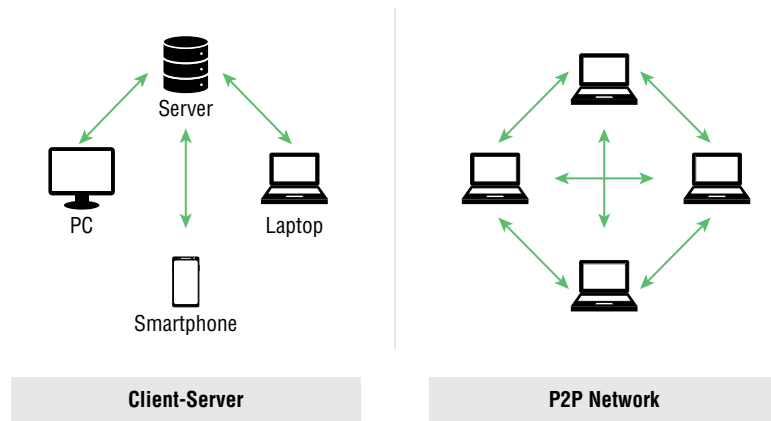 Server
PC
Laptop
Smartphone
Client-Server
P2P Network